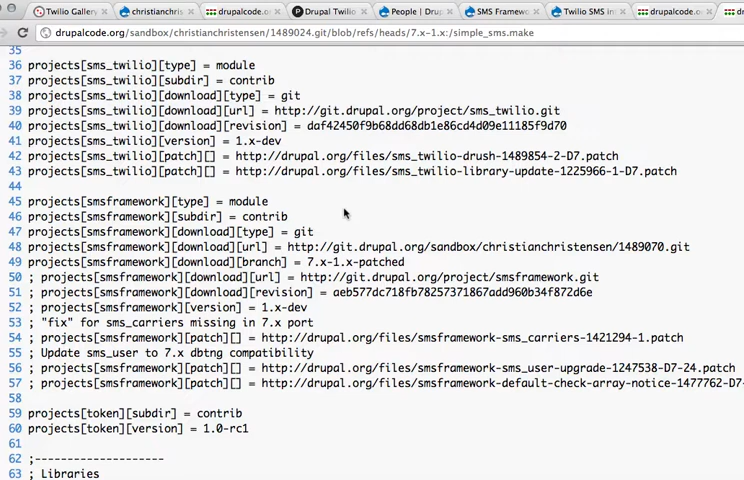 Twilio Gallery
christianchriste
drupalcode.org/
Drupal Twilio
People | Drup
SMS Framewo
Twilio SMS in
drupalcode.or
dru
drupalcode.org/sandbox/christianchristensen/1489024.git/blob/refs/heads/7.x-1.x:/simple_sms.make
35
36 projects[sms_twilio][type] = module
37 projects[sms_twilio][subdir] = contrib
38 projects[sms_twilio][download][type] = git
39 projects[sms_twilio][download][url] = http://git.drupal.org/project/sms_twilio.git
40 projects[sms_twilio][download][revision] = daf42450f9b68dd68db1e86cd4d09e11185f9d70
41 projects[sms_twilio][version] = 1.x-dev
42 projects[sms_twilio][patch][] = http://drupal.org/files/sms_twilio-drush-1489854-2-D7.patch
43 projects[sms_twilio][patch][] = http://drupal.org/files/sms_twilio-library-update-1225966-1-D7.patch
44
45 projects[smsframework][type] = module
46 projects[smsframework][subdir] = contrib
47 projects[smsframework][download][type] = git
48 projects[smsframework][download][url] = http://git.drupal.org/sandbox/christianchristensen/1489070.git
49 projects[smsframework][download][branch] = 7.x-1.x-patched
50 ; projects[smsframework][download][url] = http://git.drupal.org/project/smsframework.git
51 ; projects[smsframework][download][revision] = aeb577dc718fb78257371867add960b34f872d6e
52 ; projects[smsframework][version] = 1.x-dev
53 ; "fix" for sms_carriers missing in 7.x port
54 ; projects[smsframework][patch][] = http://drupal.org/files/smsframework-sms_carriers-1421294-1.patch
55 ; Update sms_user to 7.x dbtng compatibility
56 ; projects[smsframework][patch][] = http://drupal.org/files/smsframework-sms_user-upgrade-1247538-D7-24.patch
57 ; projects[smsframework][patch][] = http://drupal.org/files/smsframework-default-check-array-notice-1477762-D7
58
59 projects[token][subdir] = contrib
60 projects[token][version] = 1.0-rc1
61
62 ;--------------------
63 ; Libraries